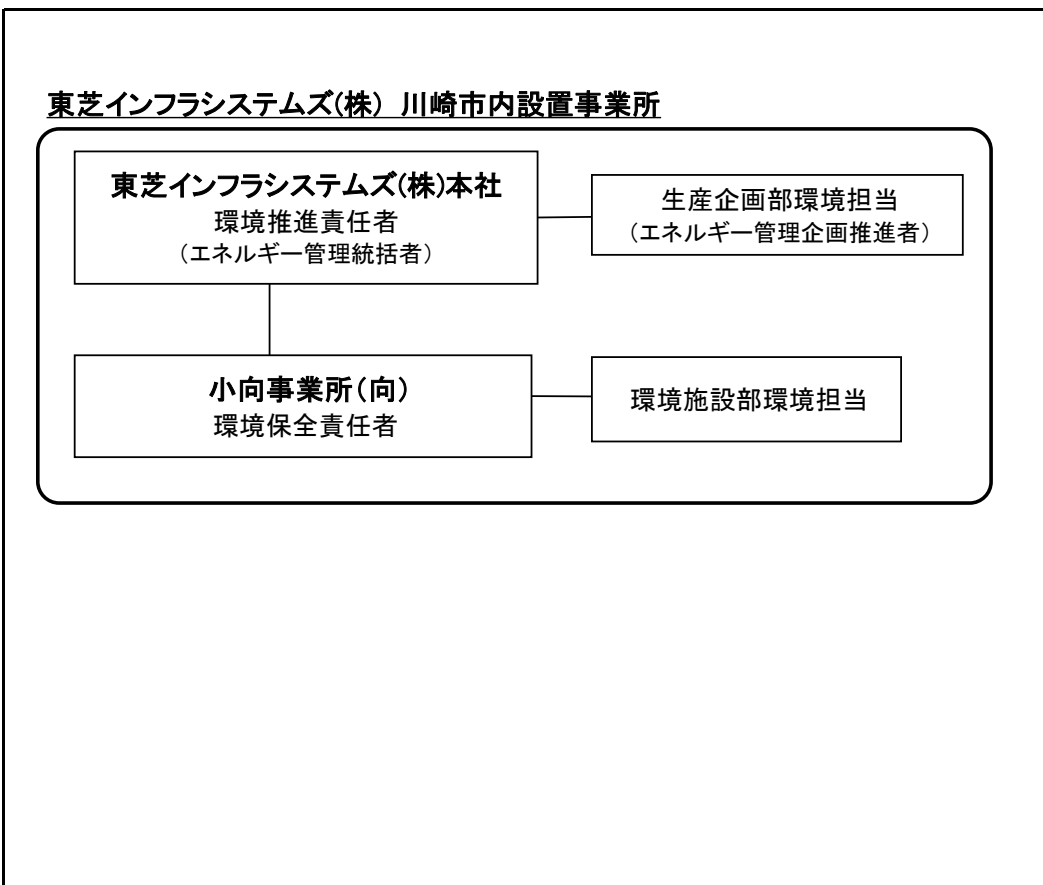 東芝インフラシステムズ(株) 川崎市内設置事業所
東芝インフラシステムズ(株)本社
環境推進責任者
（エネルギー管理統括者）
生産企画部環境担当
（エネルギー管理企画推進者）
小向事業所（向）
環境保全責任者
環境施設部環境担当